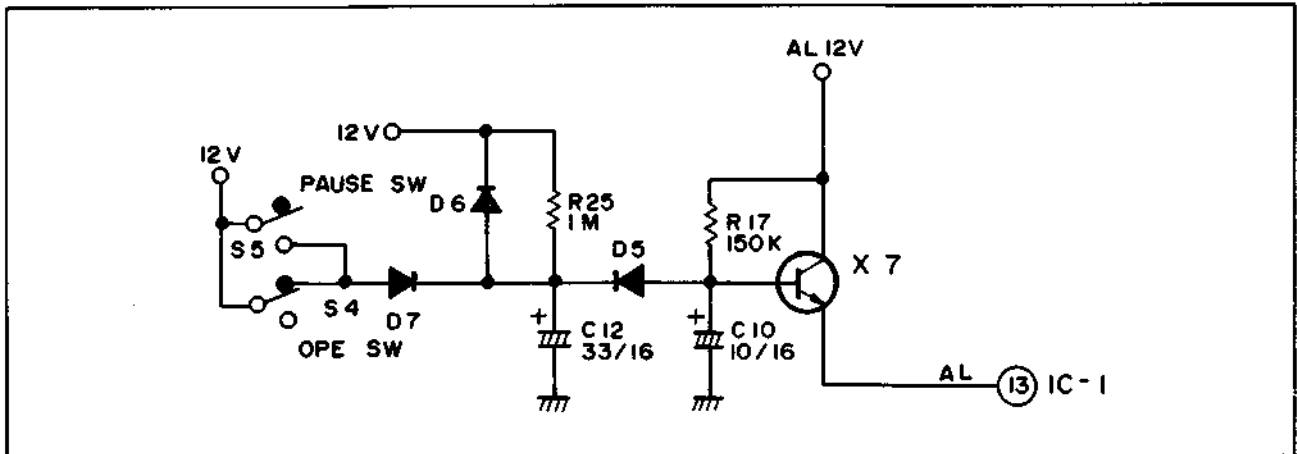 AL 12V
12V
12V
PAUSE SW
D6
R25
1M
D5
R17
150K
X 7
S5
S4
D7
OPE SW
+
C12
33/16
+
C10
10/16
AL
13
IC-1